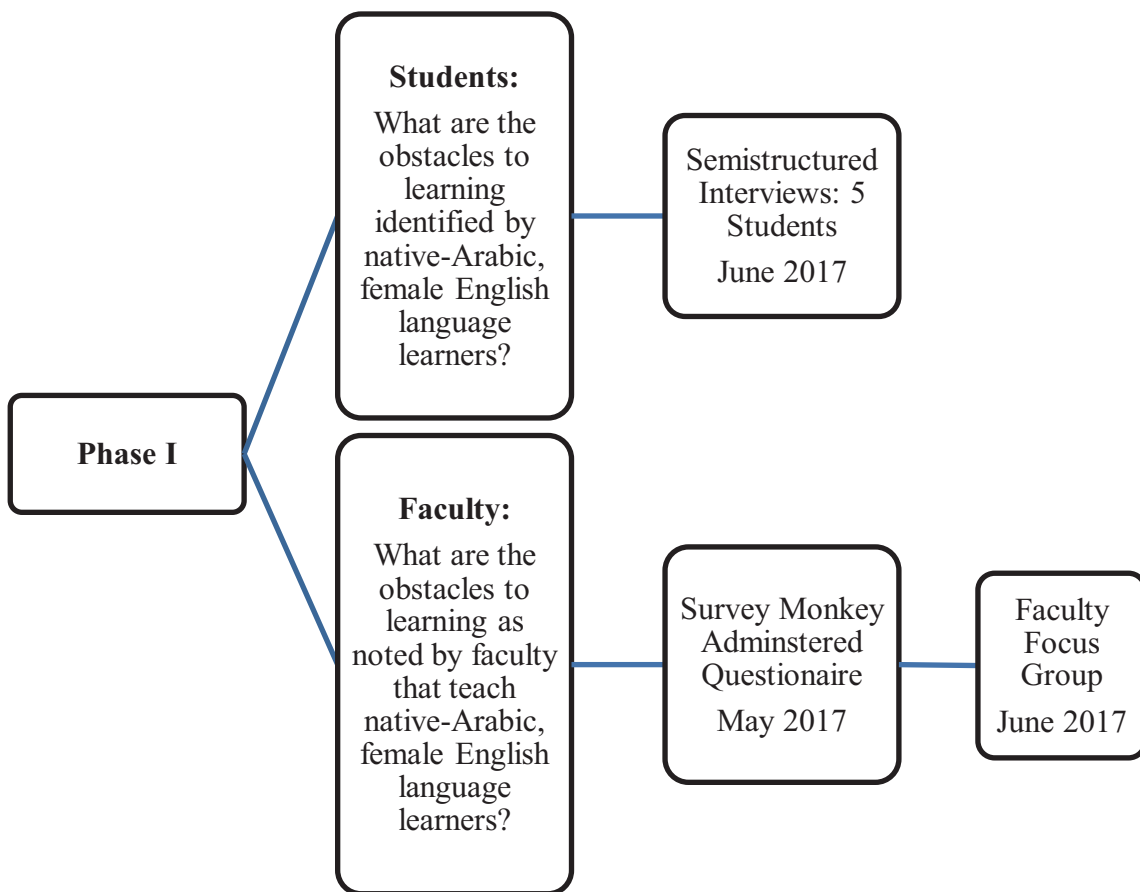 Phase I
Students:
What are the
obstacles to
learning
identified by
native-Arabic,
female English
language
learners?
Semistructured
Interviews: 5
Students
June 2017
Faculty:
What are the
obstacles to
learning as
noted by faculty
that teach
native-Arabic,
female English
language
learners?
Survey Monkey
Adminstered
Questionaire
May 2017
Faculty
Focus
Group
June 2017